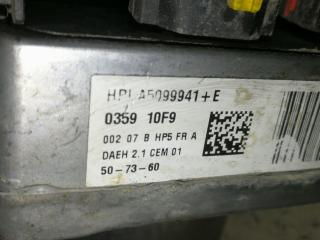 HPI A5099941+E
0359 10F9
002 07 B HP5 FR A
DAEH 2.1 CEM 01
50-73-60